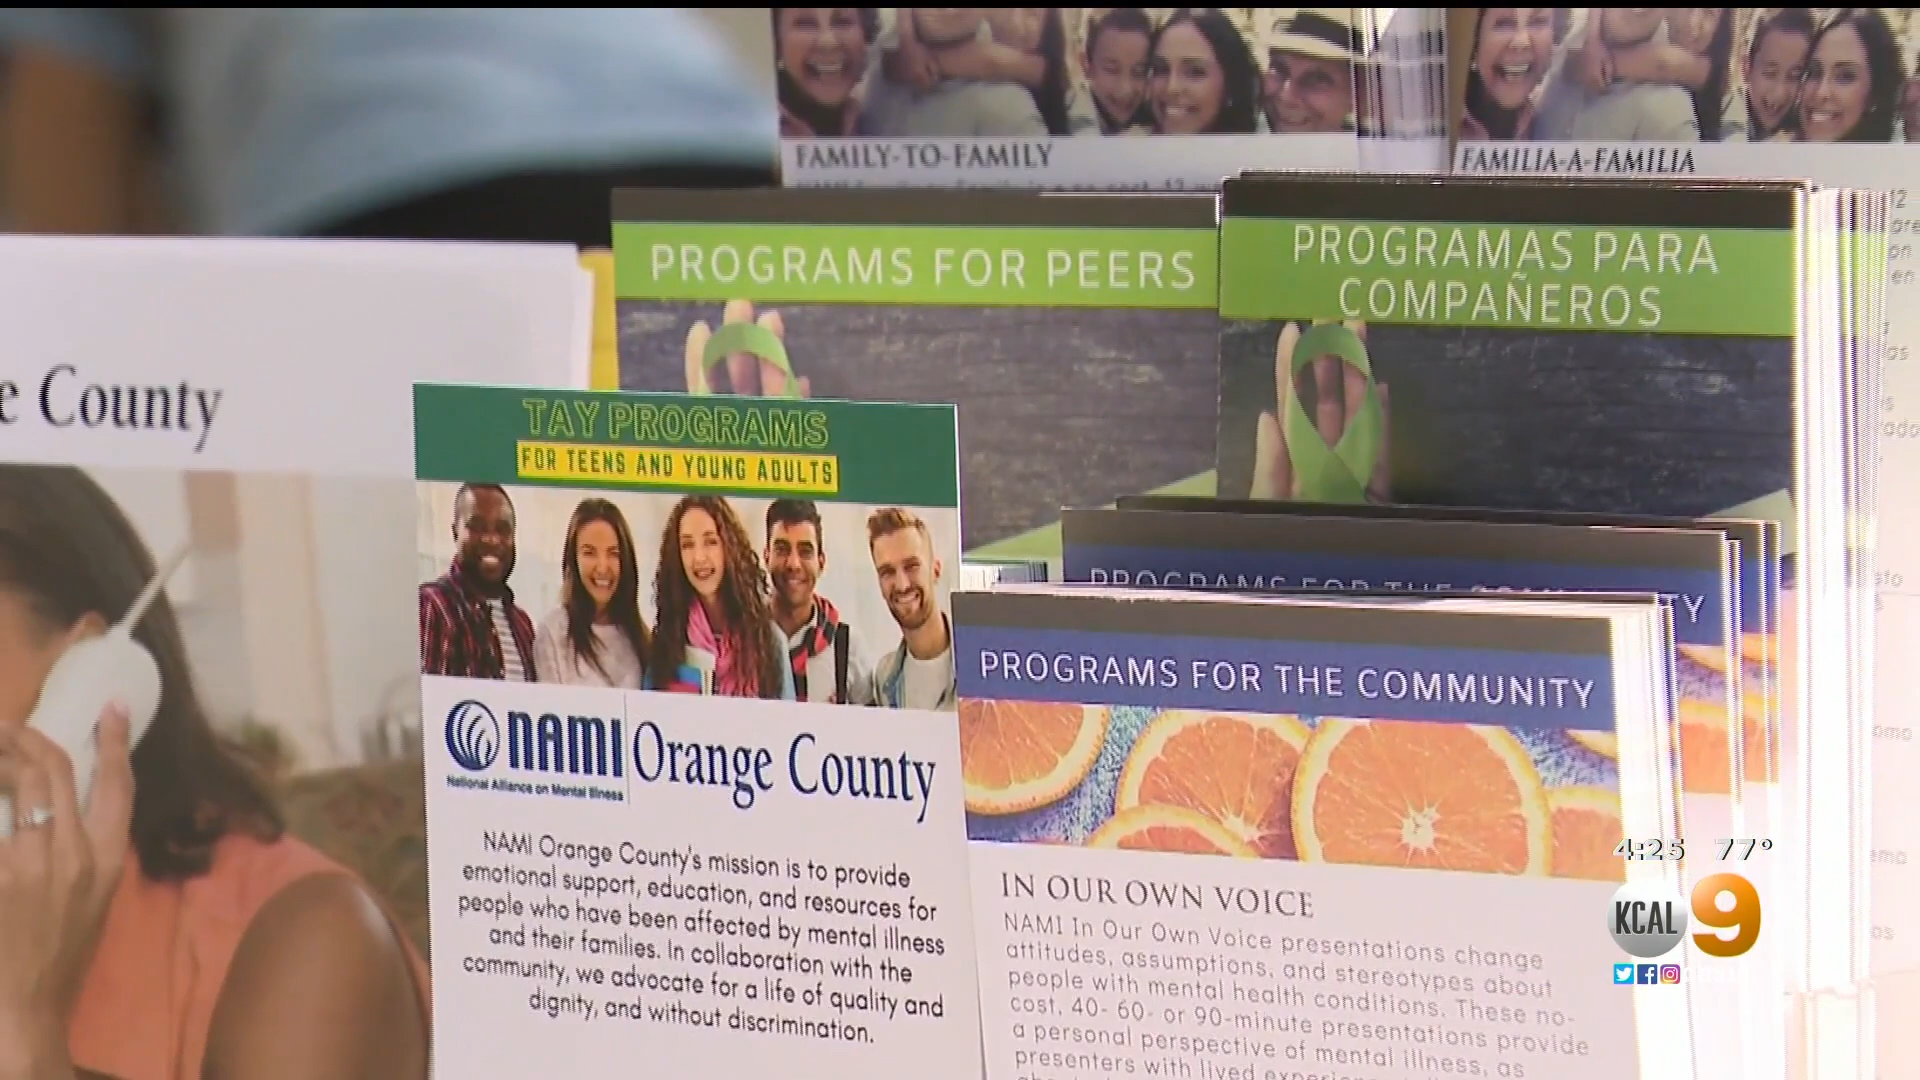 FAMILY-TO-FAMILY
FAMILIA-A-FAMILIA
PROGRAMS FOR PEERS
PROGRAMAS PARA
COMPAÑEROS
e County
TAY PROGRAMS
FOR TEENS AND YOUNG ADULTS
NAMI Orange County
National Alliance on Mental Illness
NAMI Orange County's mission is to provide
emotional support, education, and resources for
people who have been affected by mental illness
and their families. In collaboration with the
community, we advocate for a life of quality and
dignity, and without discrimination.
PROGRAMS FOR THE COMMUNITY
PROGRAMS FOR THE COMMUNITY
IN OUR OWN VOICE
NAMI In Our Own Voice presentations change
attitudes, assumptions, and stereotypes about
people with mental health conditions. These no-
cost, 40- 60- or 90-minute presentations provide
a personal perspective of mental illness, as
presenters with lived
4:25 77°
KCAL 9